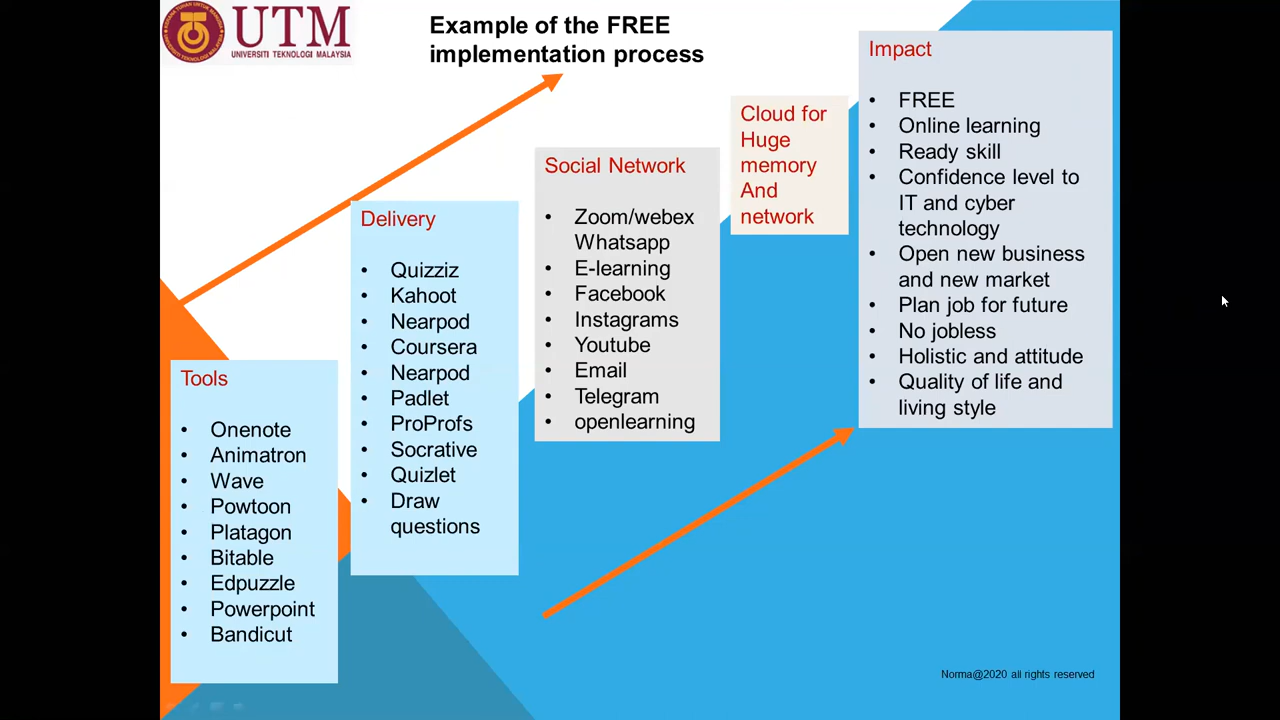 UTM
UNIVERSITI TEKNOLOGI MALAYSIA
Example of the FREE
implementation process
Tools
• Onenote
• Animatron
• Wave
• Powtoon
• Platagon
• Bitable
• Edpuzzle
• Powerpoint
• Bandicut
Delivery
• Quizziz
• Kahoot
• Nearpod
• Coursera
• Nearpod
• Padlet
• ProProfs
• Socrative
• Quizlet
• Draw
questions
Social Network
• Zoom/webex
Whatsapp
• E-learning
• Facebook
• Instagrams
• Youtube
• Email
• Telegram
• openlearning
Cloud for
Huge
memory
And
network
Impact
• FREE
• Online learning
• Ready skill
• Confidence level to
IT and cyber
technology
• Open new business
and new market
• Plan job for future
• No jobless
• Holistic and attitude
• Quality of life and
living style
Norma@2020 all rights reserved